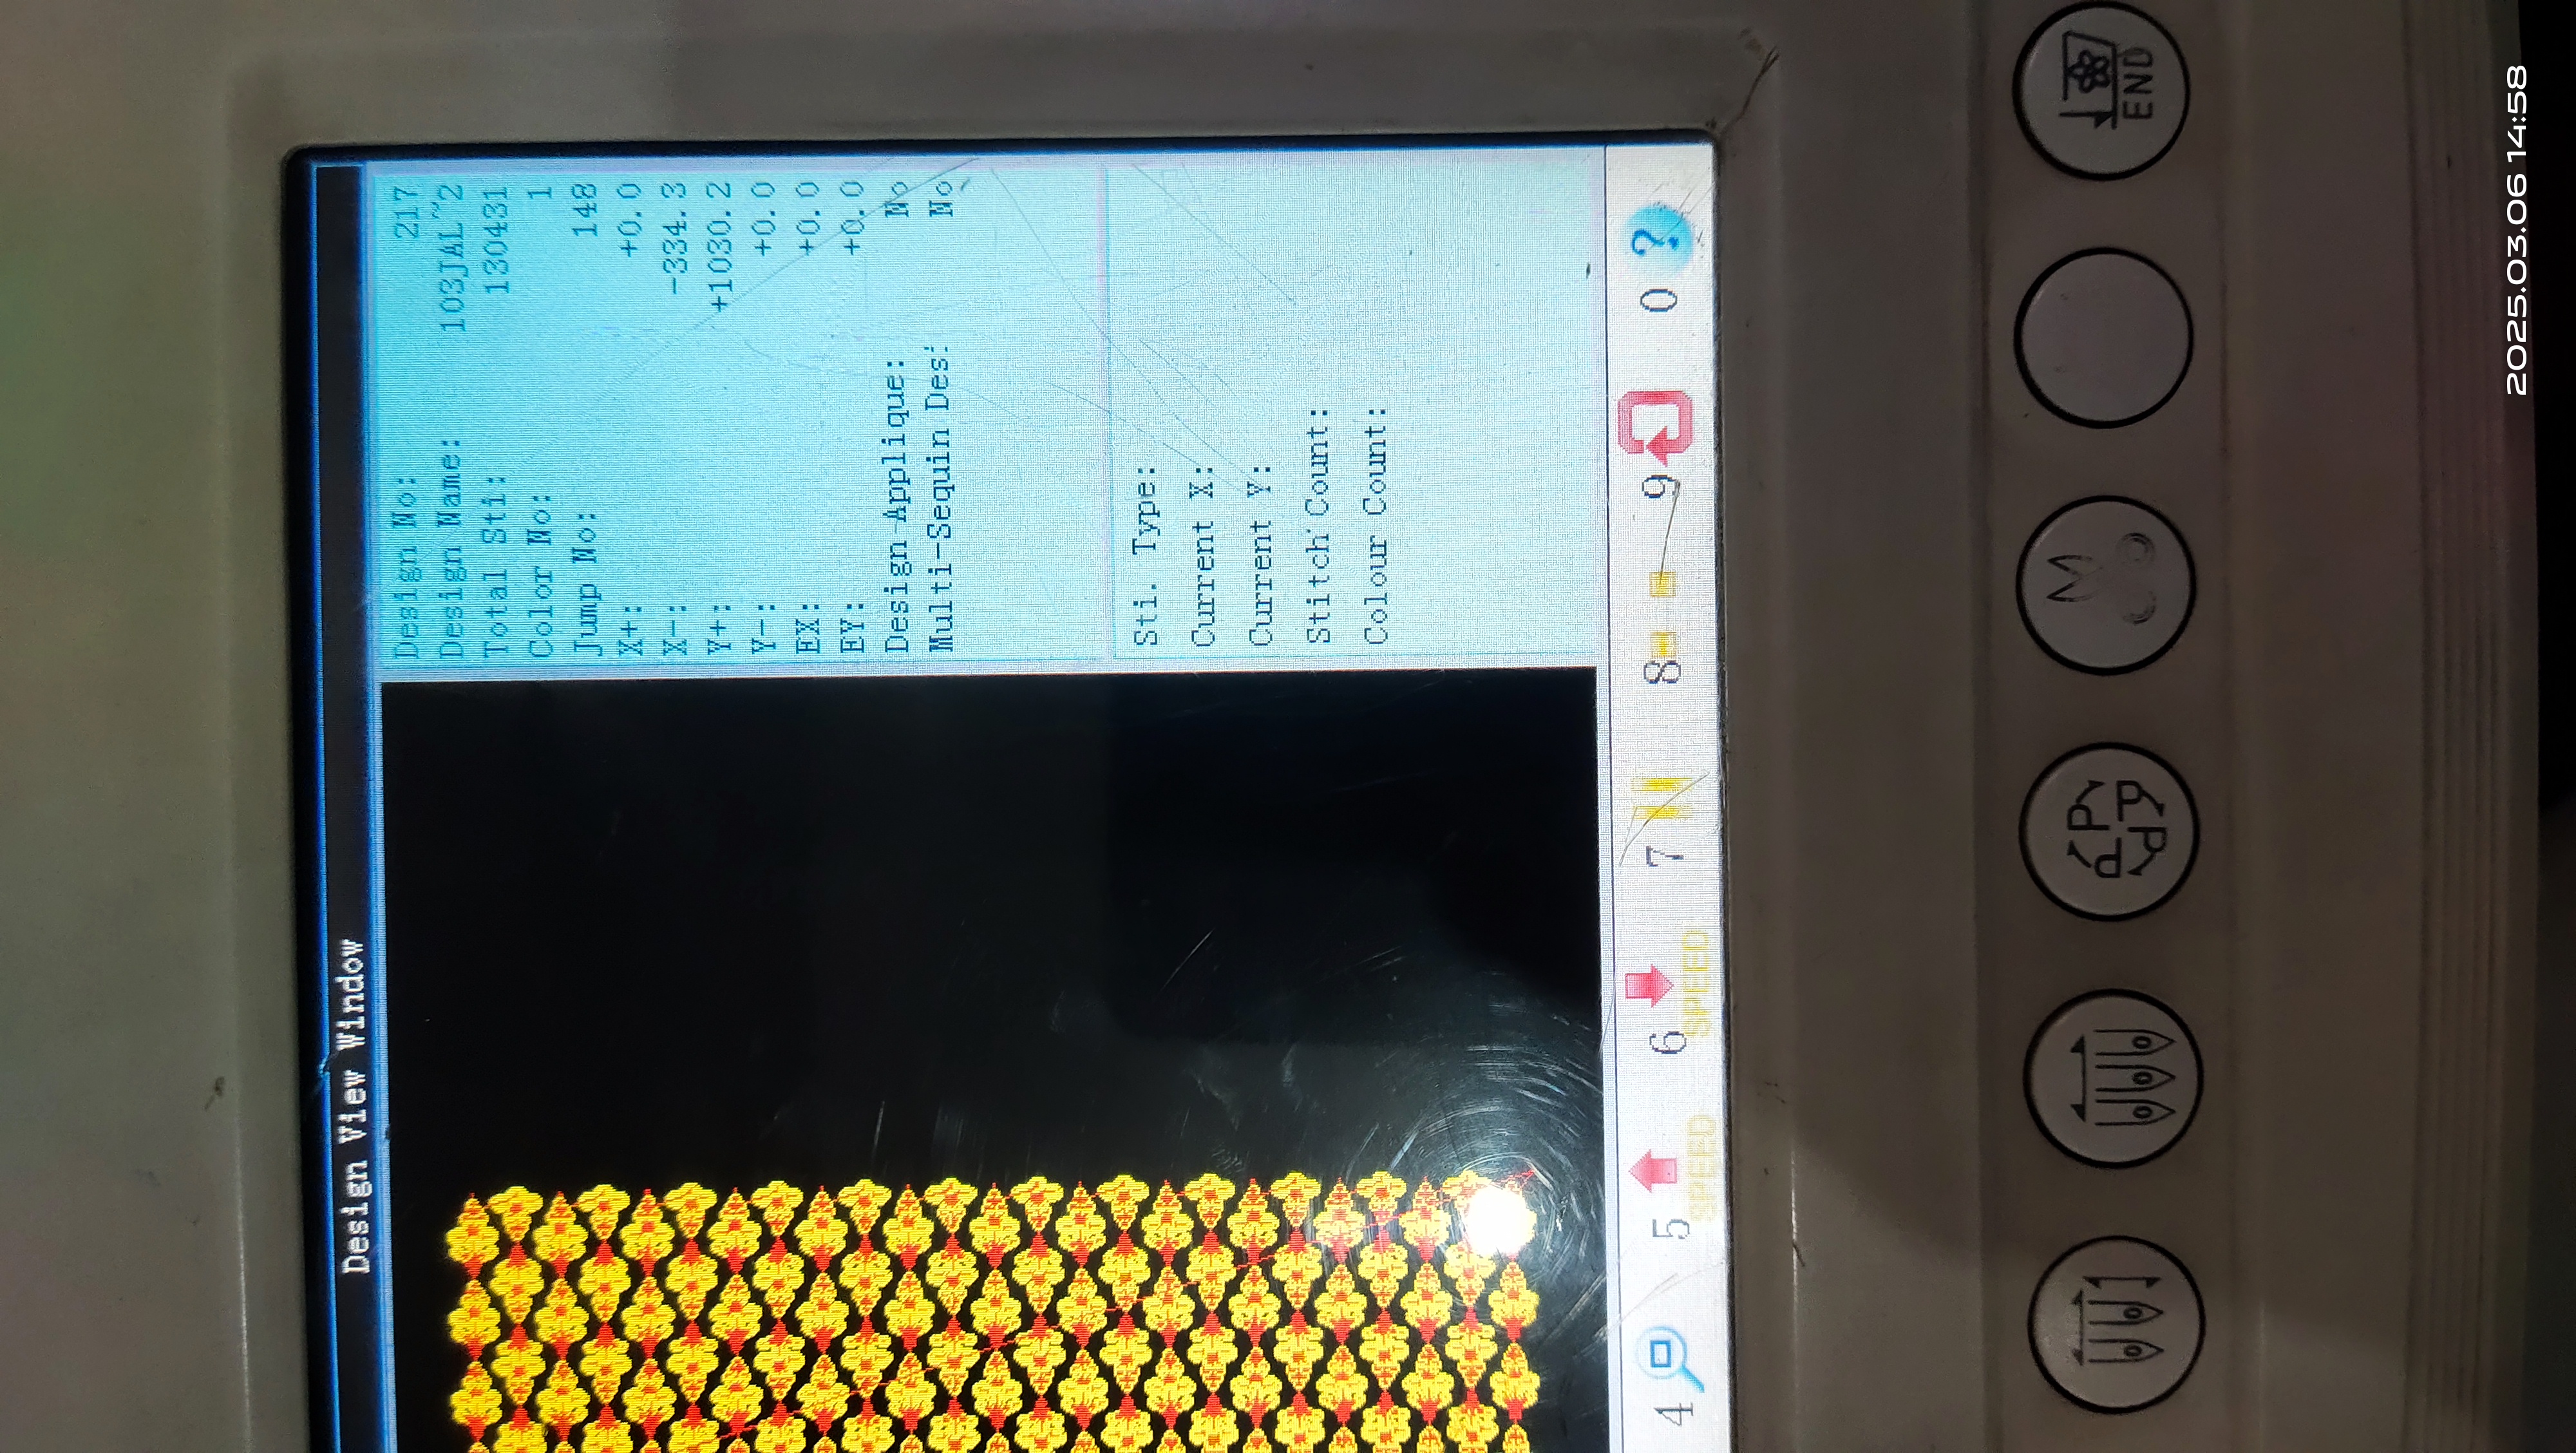 Design View Window
Design No: 217
Design Name: 103JAL~2
Total Sti: 130431
Color No: 1
Jump No: 148
X+: +0.0
X-: -334.3
Y+: +1030.2
Y-: +0.0
EX: +0.0
EY: +0.0
Design-Applique: No
Multi-Sequin Des: No
Sti. Type:
Current X:
Current Y:
Stitch Count:
Colour Count:
4 5 SPEED 6 SPEED 7 8 9 0 ?
P P P P
END
2025.03.06 14:58